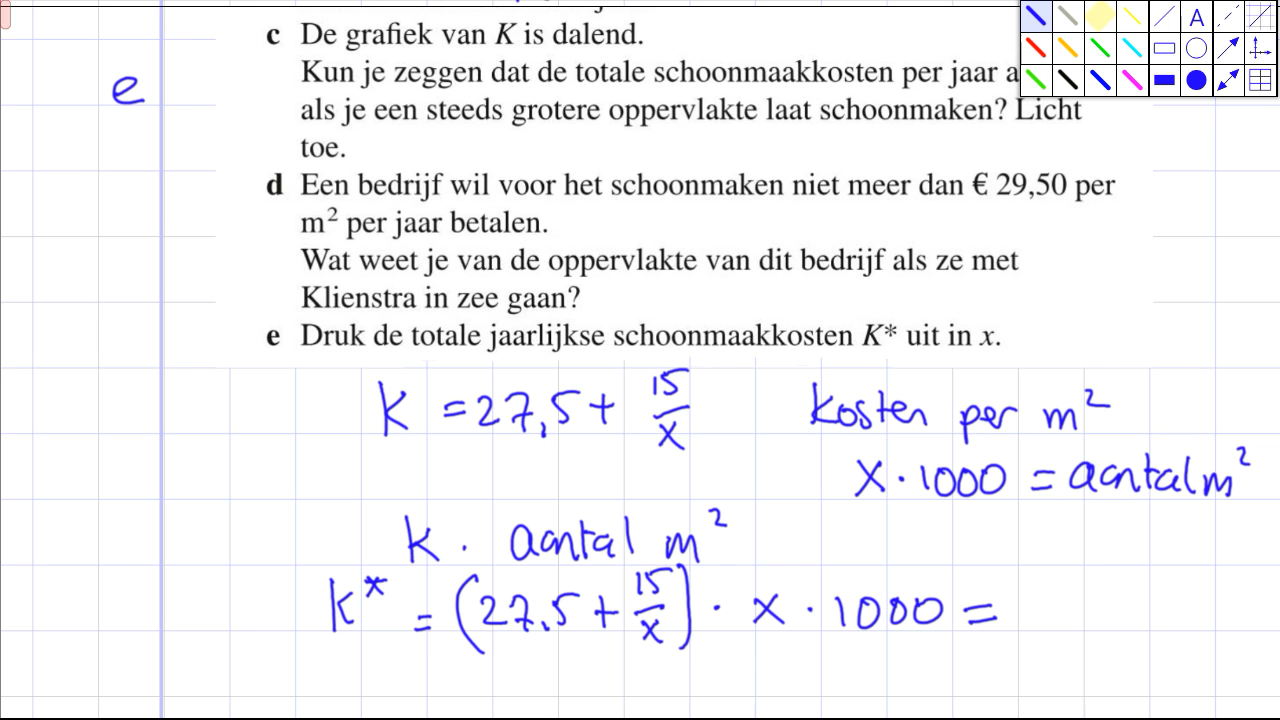 c De grafiek van K is dalend.
Kun je zeggen dat de totale schoonmaakkosten per jaar a
als je een steeds grotere oppervlakte laat schoonmaken? Licht
toe.
e
d Een bedrijf wil voor het schoonmaken niet meer dan € 29,50 per
m² per jaar betalen.
Wat weet je van de oppervlakte van dit bedrijf als ze met
Klienstra in zee gaan?
e Druk de totale jaarlijkse schoonmaakkosten K* uit in x.
K = 27,5 + 15/x kosten per m²
x · 1000 = aantal m²
K · aantal m²
K* = (27,5 + 15/x) · x · 1000 =
A